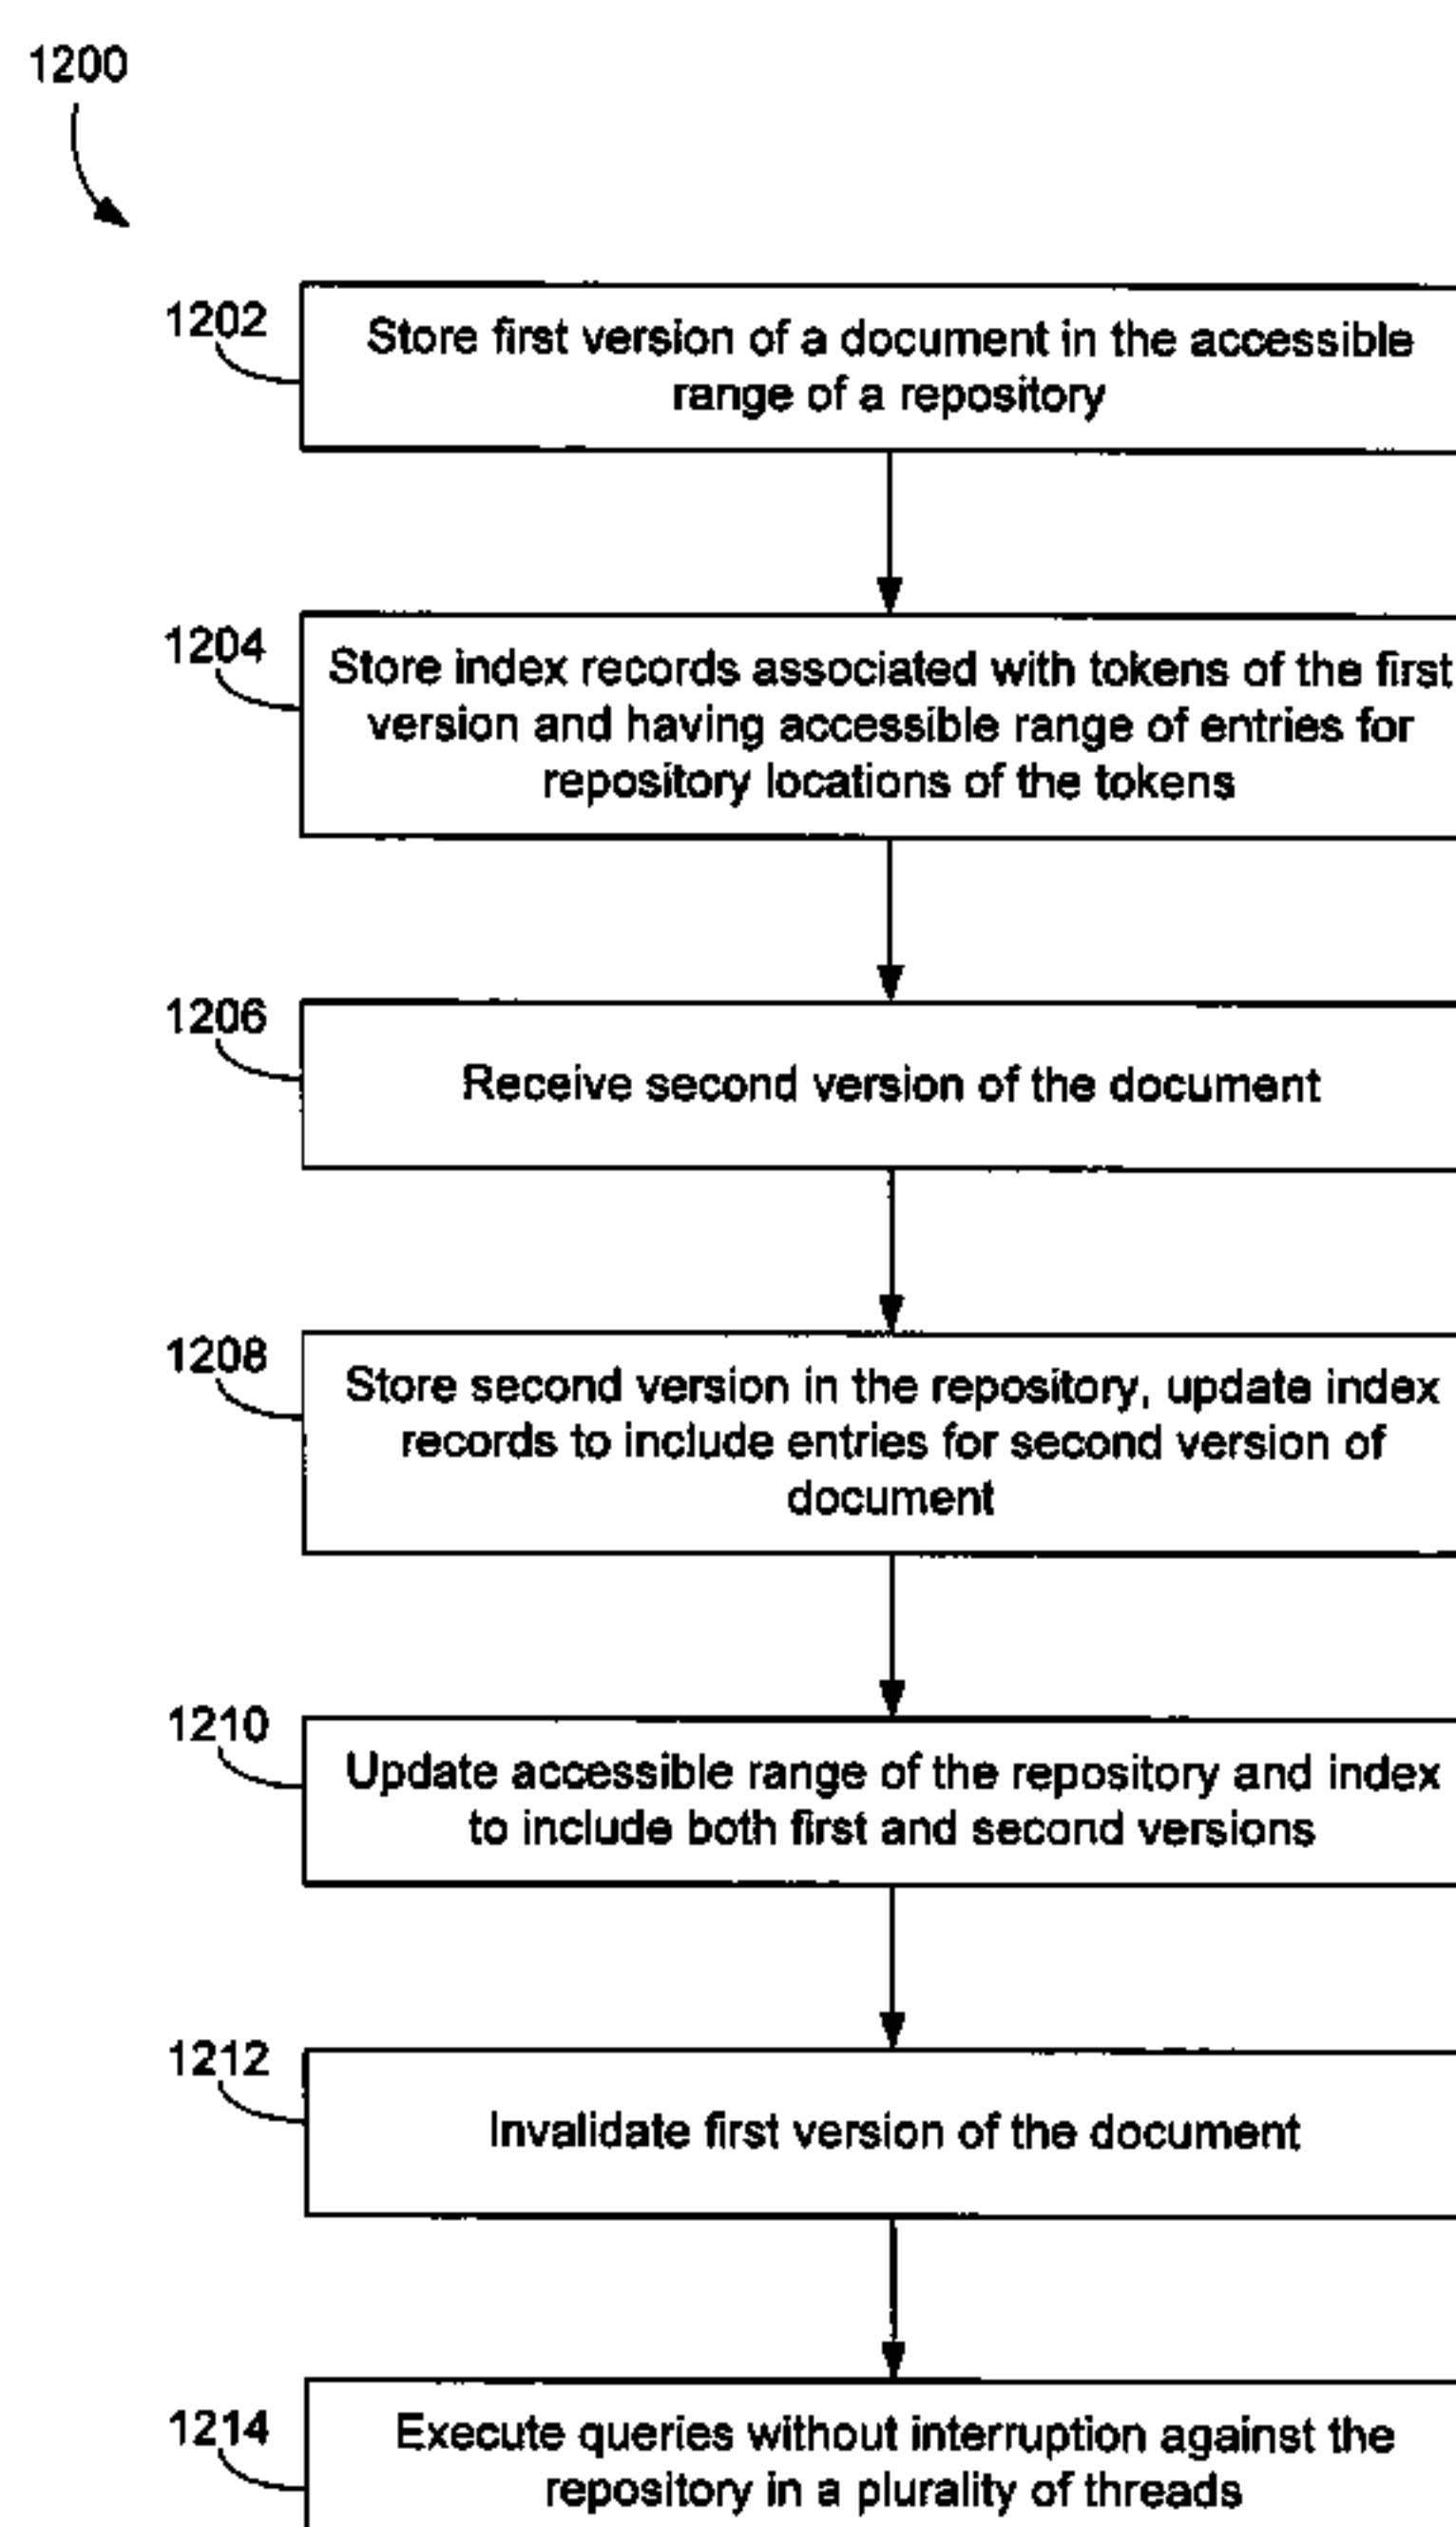 1200
1202
Store first version of a document in the accessible
range of a repository
1204
Store index records associated with tokens of the first
version and having accessible range of entries for
repository locations of the tokens
1206
Receive second version of the document
1208
Store second version in the repository, update index
records to include entries for second version of
document
1210
Update accessible range of the repository and index
to include both first and second versions
1212
Invalidate first version of the document
1214
Execute queries without interruption against the
repository in a plurality of threads